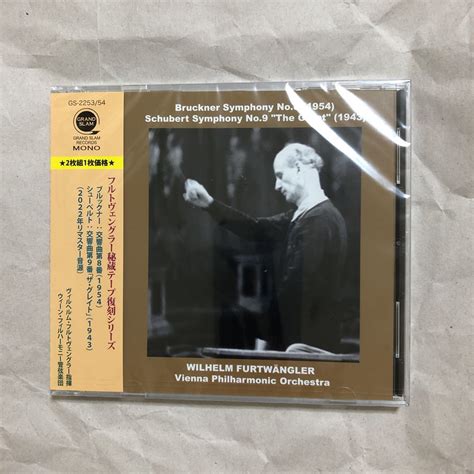 GS-2253/54
GRAND
SLAM
GRAND SLAM
RECORDS
MONO
★2枚組1枚価格★
フルトヴェングラー秘蔵テープ復刻シリーズ
ブルックナー:交響曲第8番(1954)
シューベルト:交響曲第9番「ザ・グレイト」(1943)
(2022年リマスター音源)
ヴィルヘルム・フルトヴェングラー指揮
ウィーン・フィルハーモニー管弦楽団
Bruckner Symphony No.8 (1954)
Schubert Symphony No.9 "The Great" (1943)
WILHELM FURTWÄNGLER
Vienna Philharmonic Orchestra